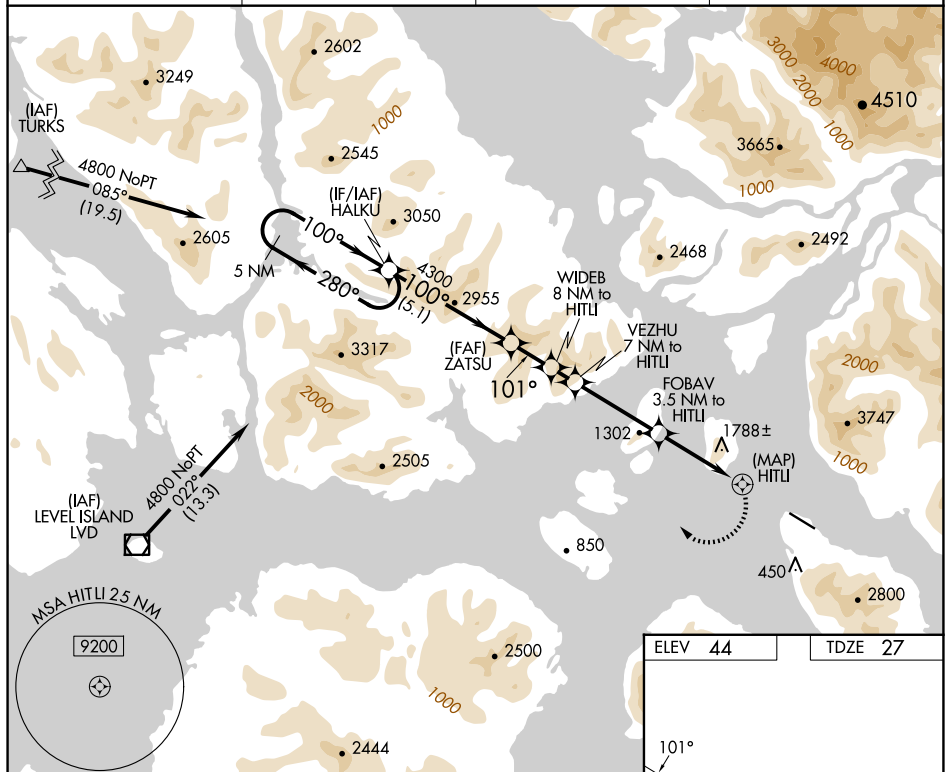 2602
3249
3000
4000
2000
1000
4510
(IAF)
TURKS
1000
3665
2545
1000
4800 NoPT
085°
(19.5)
(IF/IAF)
HALKU
3050
100°
2605
2468
2492
5 NM
280°
4300
100°
(5.1)
2955
WIDEB
8 NM to
HITLI
VEZHU
7 NM to
HITLI
(FAF)
ZATSU
101°
3317
2000
2000
FOBAV
3.5 NM to
HITLI
3747
1302
1788±
1000
(MAP)
HITLI
2505
4800 NoPT
022°
(13.3)
(IAF)
LEVEL ISLAND
LVD
850
450
2800
MSA HITLI 25 NM
9200
2500
1000
2444
ELEV 44
TDZE 27
101°